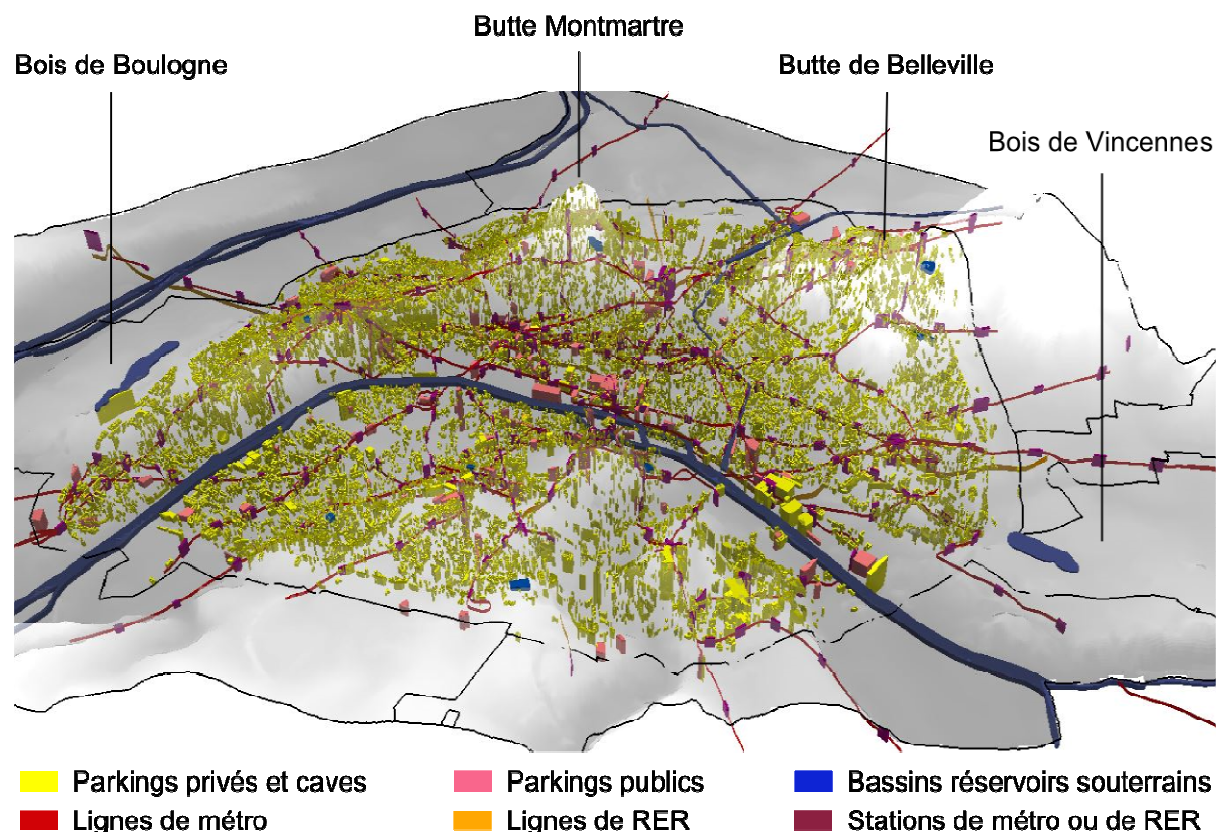 Butte Montmartre
Bois de Boulogne
Butte de Belleville
Bois de Vincennes
Parkings privés et caves
Parkings publics
Bassins réservoirs souterrains
Lignes de métro
Lignes de RER
Stations de métro ou de RER